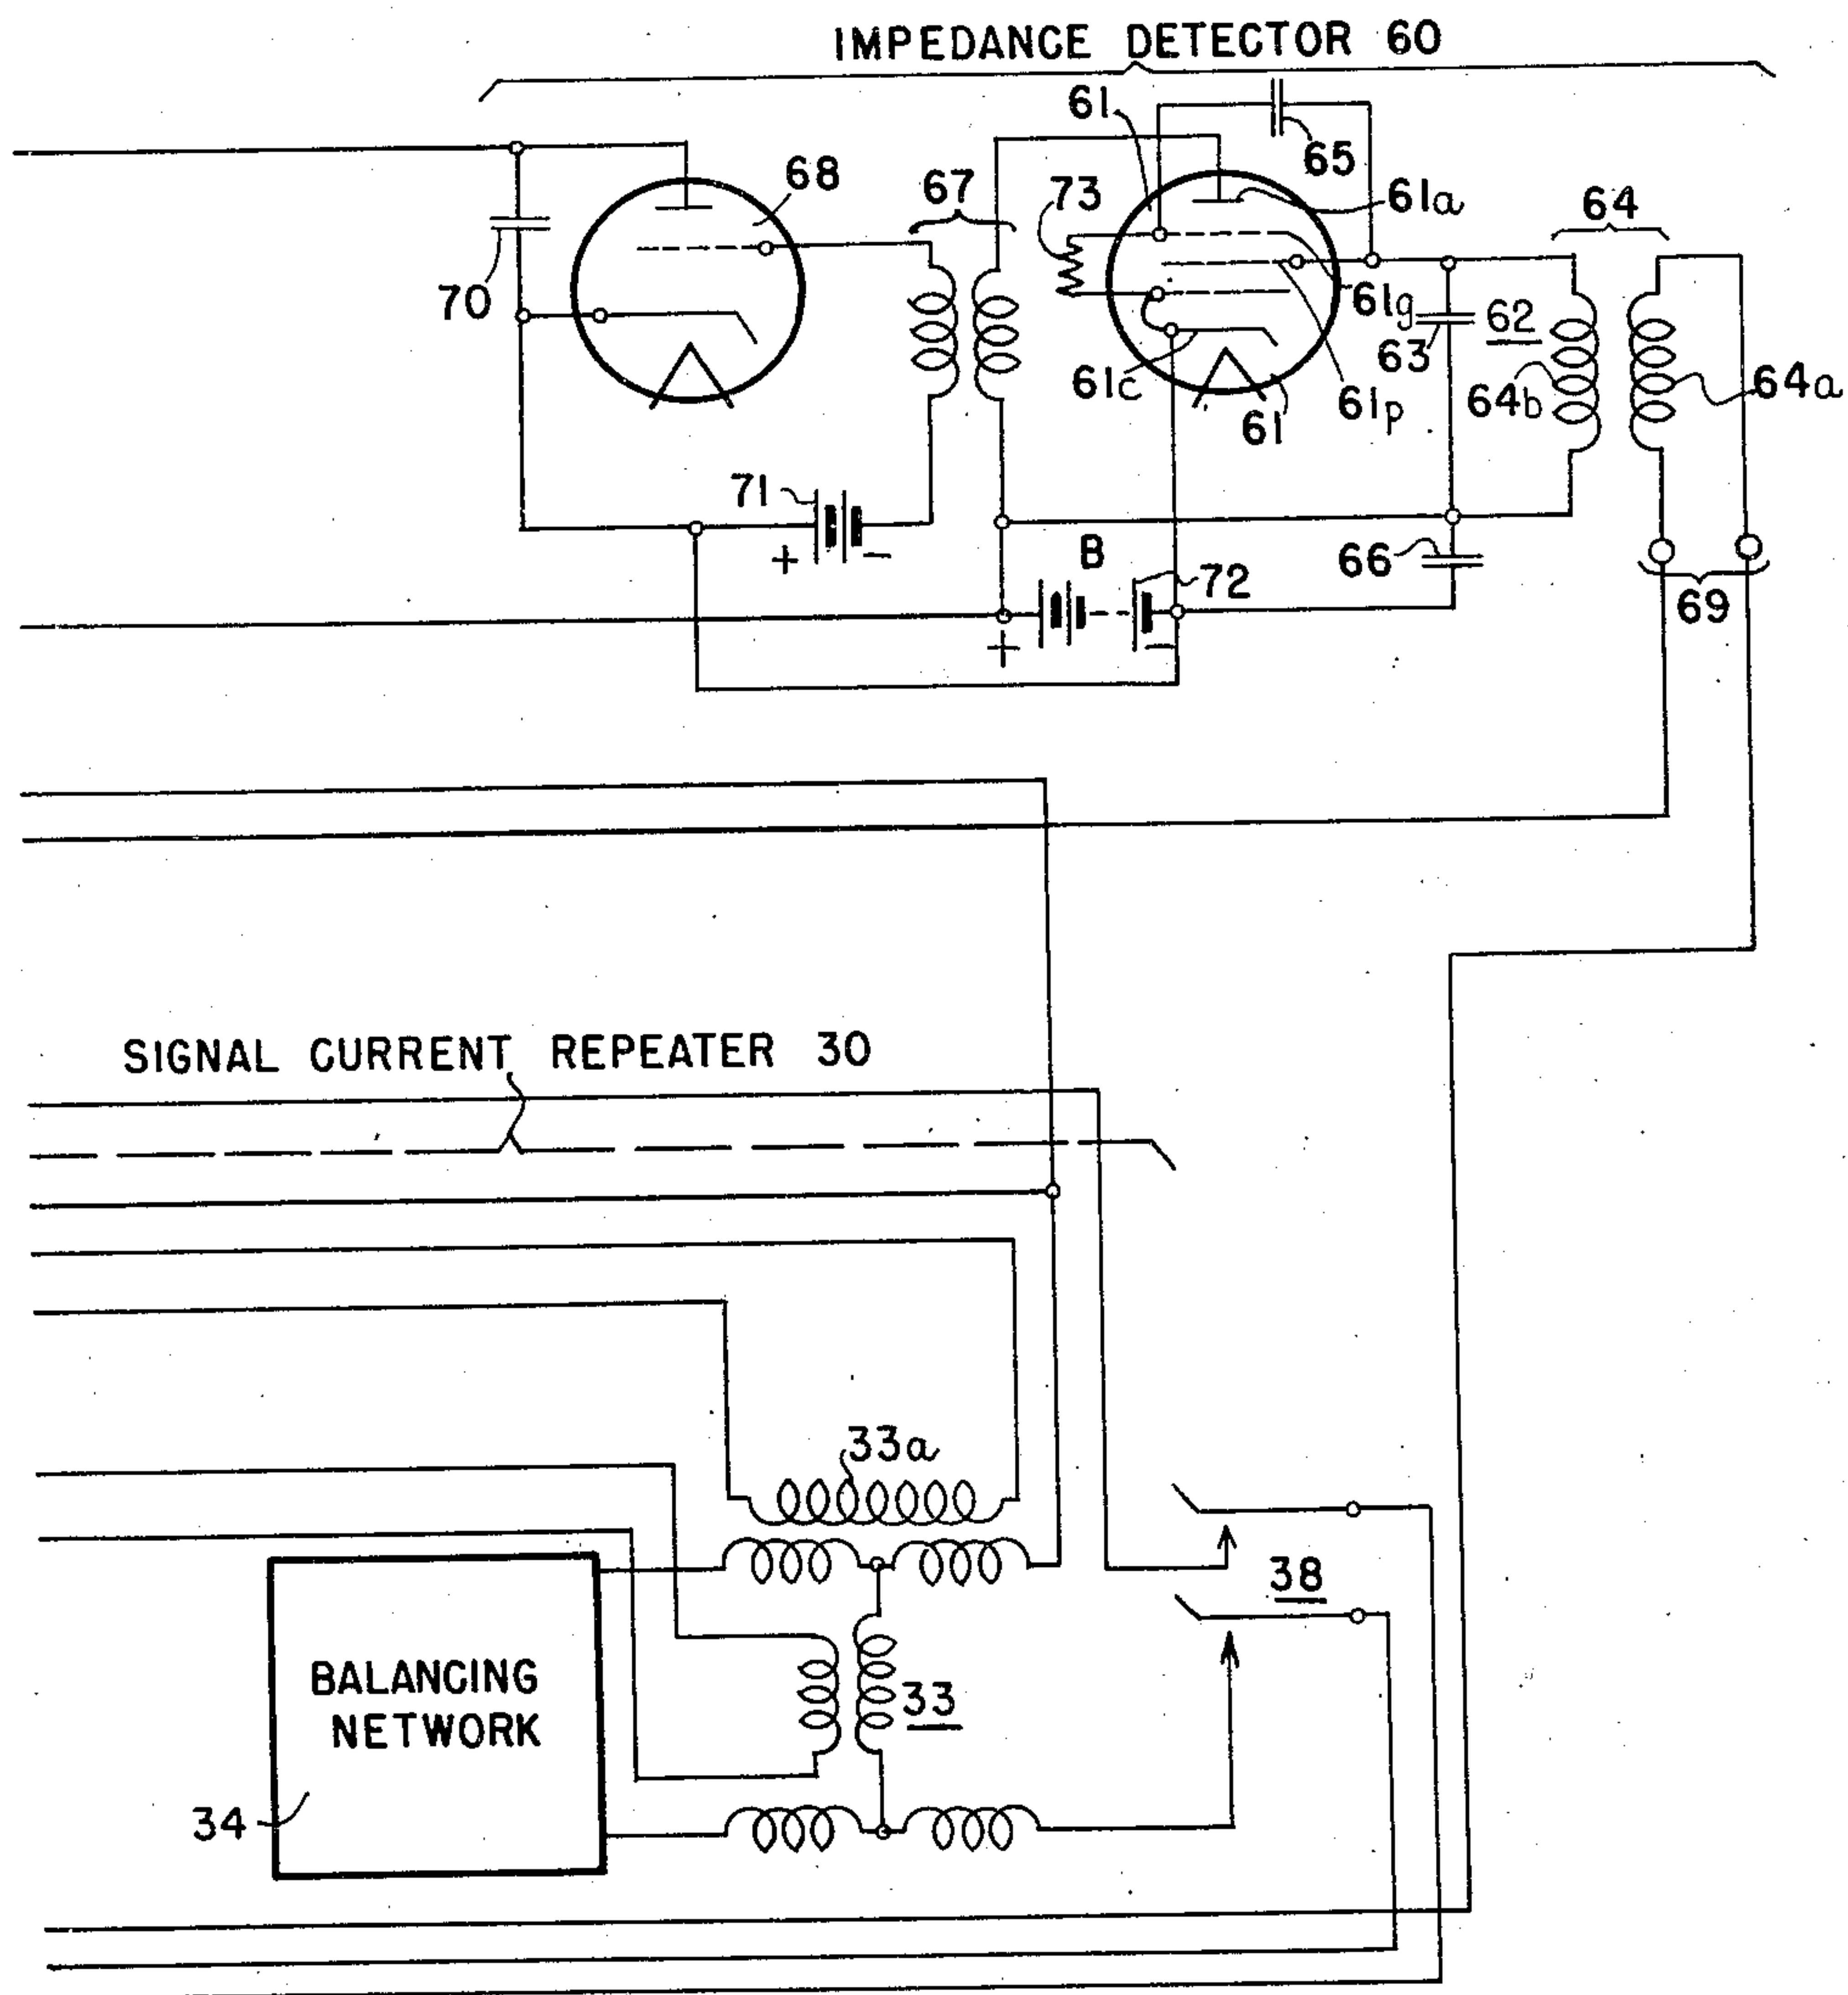 IMPEDANCE DETECTOR 60
61
65
68
67
73
61a
64
70
61g
62
63
61c
61p
64b
64a
61
71
+
−
B
66
72
69
+
−
SIGNAL CURRENT REPEATER 30
33a
38
BALANCING
NETWORK
33
34